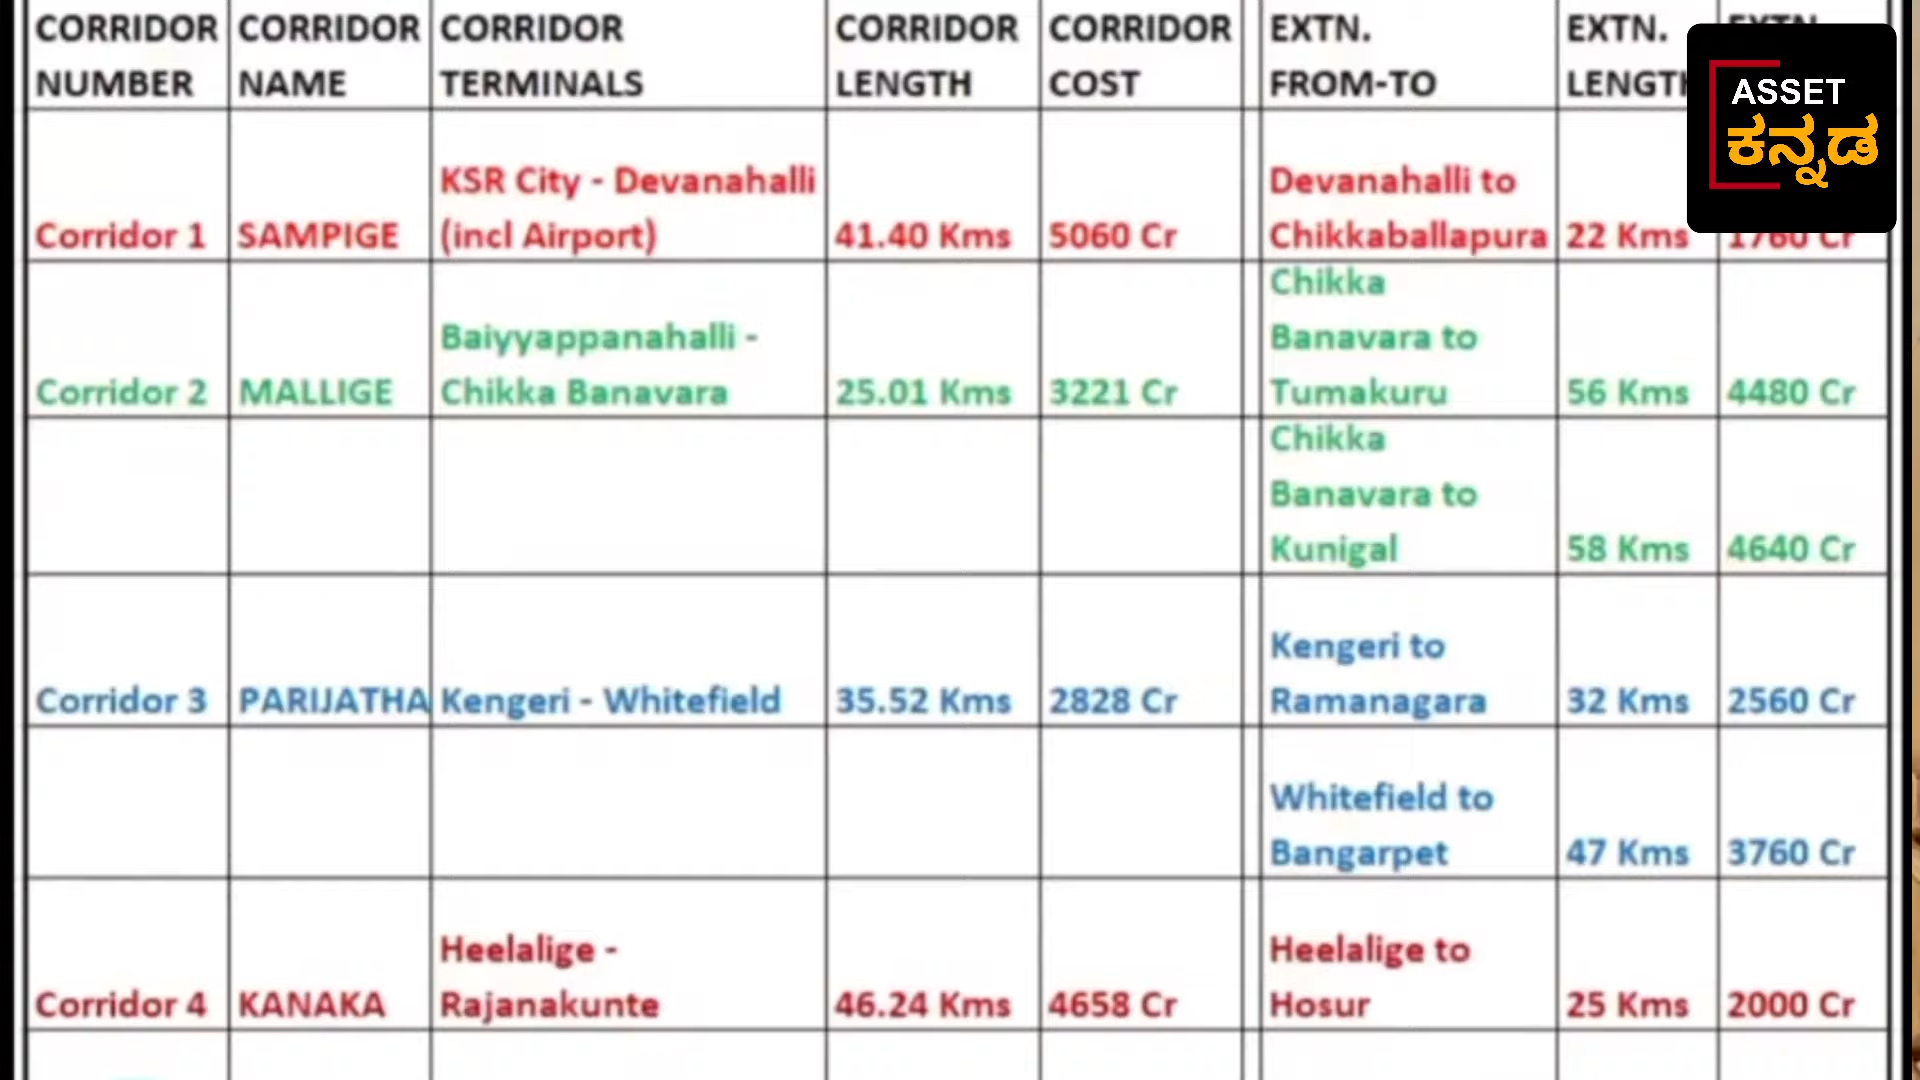 CORRIDOR NUMBER CORRIDOR NAME CORRIDOR TERMINALS CORRIDOR LENGTH CORRIDOR COST EXTN. FROM-TO EXTN.
ASSET
ಕನ್ನಡ
Corridor 1 SAMPIGE KSR City - Devanahalli (incl Airport) 41.40 Kms 5060 Cr Devanahalli to Chikkaballapura 22 Kms 1760 Cr
Corridor 2 MALLIGE Baiyyappanahalli - Chikka Banavara 25.01 Kms 3221 Cr Chikka Banavara to Tumakuru 56 Kms 4480 Cr
Chikka Banavara to Kunigal 58 Kms 4640 Cr
Corridor 3 PARIJATHA Kengeri - Whitefield 35.52 Kms 2828 Cr Kengeri to Ramanagara 32 Kms 2560 Cr
Whitefield to Bangarpet 47 Kms 3760 Cr
Corridor 4 KANAKA Heelalige - Rajanakunte 46.24 Kms 4658 Cr Heelalige to Hosur 25 Kms 2000 Cr